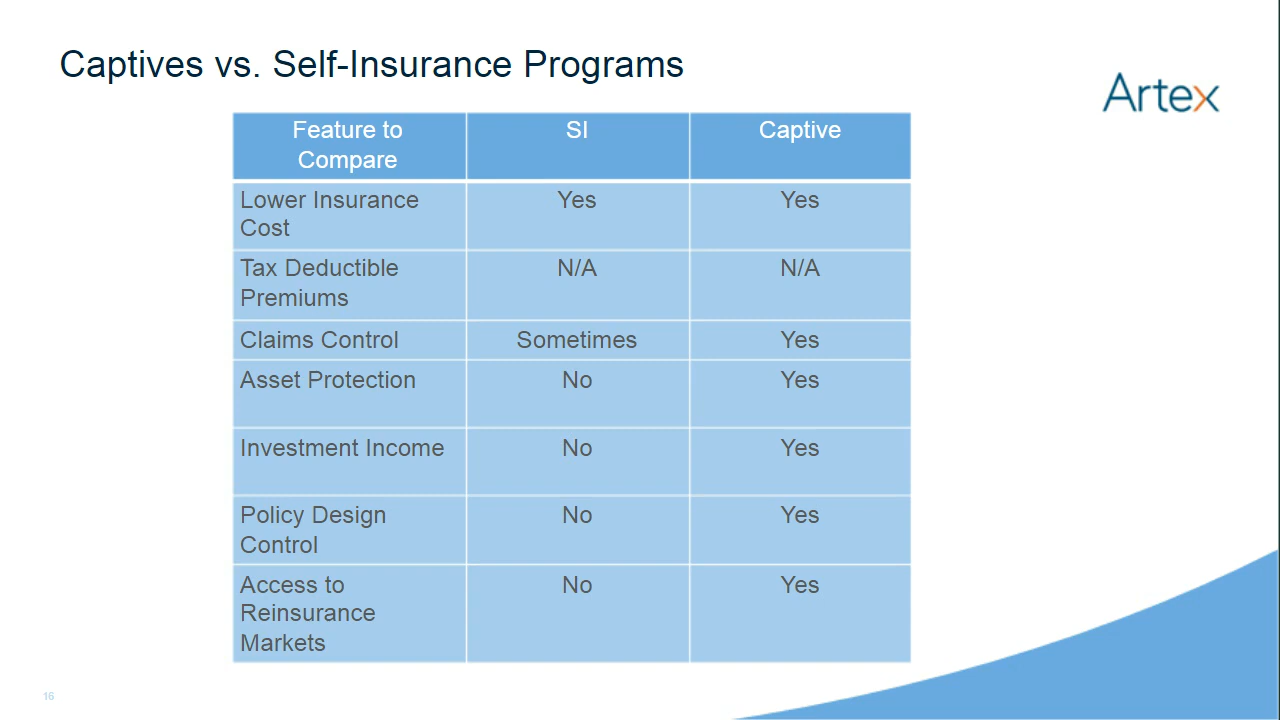 Captives vs. Self-Insurance Programs
Artex
Feature to
Compare
SI
Captive
Lower Insurance
Cost
Yes
Yes
Tax Deductible
Premiums
N/A
N/A
Claims Control
Sometimes
Yes
Asset Protection
No
Yes
Investment Income
No
Yes
Policy Design
Control
No
Yes
Access to
Reinsurance
Markets
No
Yes
16